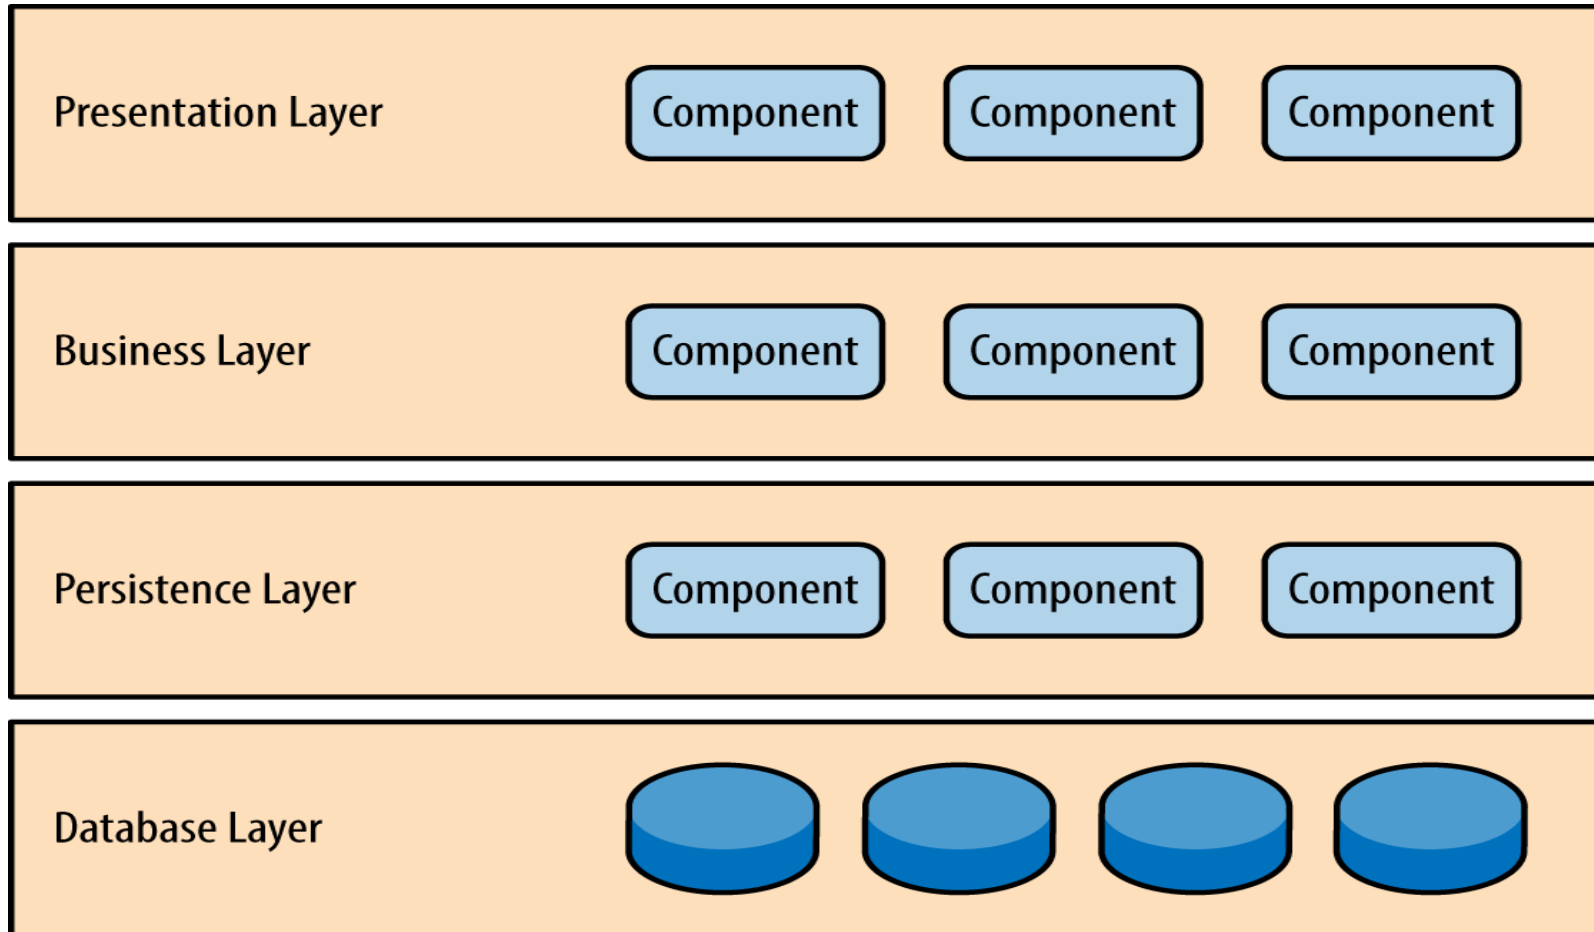 Presentation Layer
Component Component Component
Business Layer
Component Component Component
Persistence Layer
Component Component Component
Database Layer